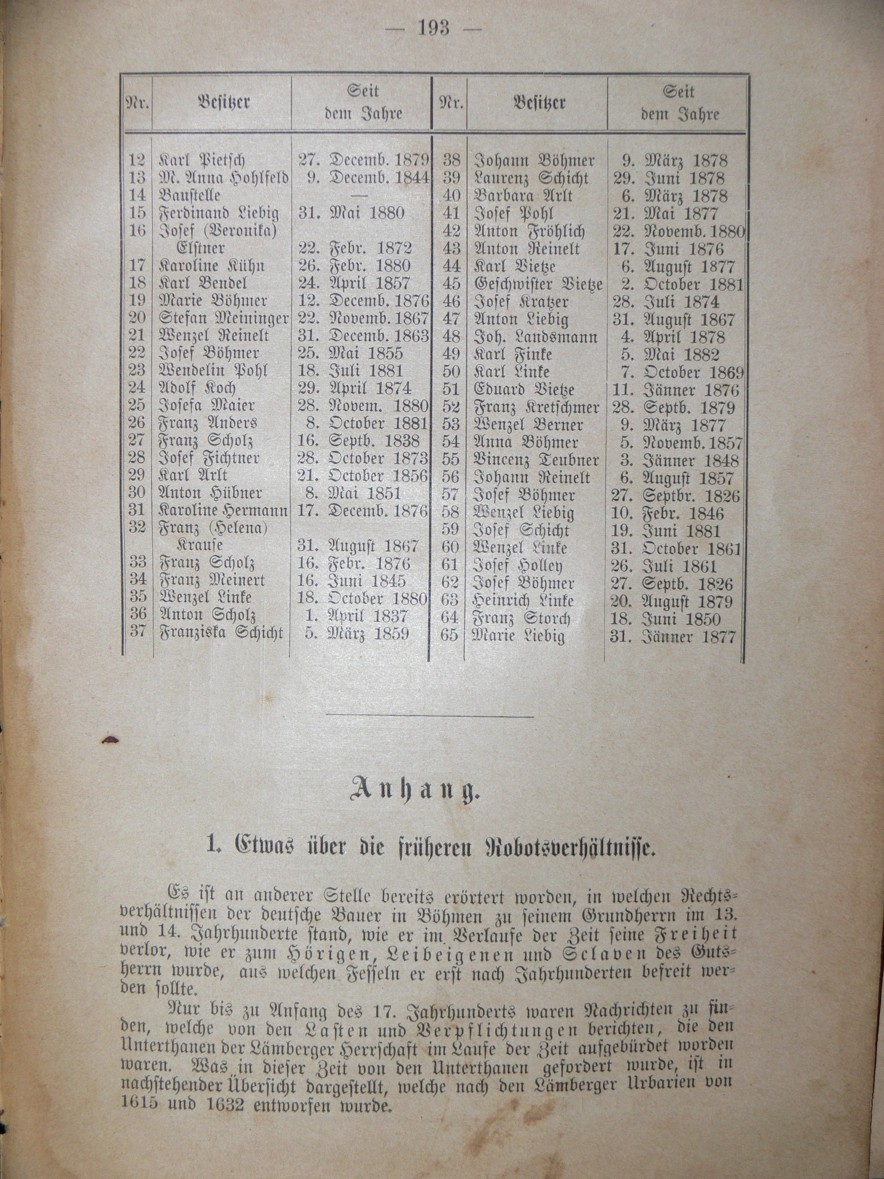 — 193 —
Nr. Besitzer Seit dem Jahre Nr. Besitzer Seit dem Jahre
12 Karl Pietsch 27. Decemb. 1879 38 Johann Böhmer 9. März 1878
13 M. Anna Hohlfeld 9. Decemb. 1844 39 Laurenz Schicht 29. Juni 1878
14 Baustelle — 40 Barbara Arlt 6. März 1878
15 Ferdinand Liebig 31. Mai 1880 41 Josef Pohl 21. Mai 1877
16 Josef (Veronika) 42 Anton Fröhlich 22. Novemb. 1880
Elstner 22. Febr. 1872 43 Anton Reinelt 17. Juni 1876
17 Karoline Kühn 26. Febr. 1880 44 Karl Vietze 6. August 1877
18 Karl Bendel 24. April 1857 45 Geschwister Vietze 2. October 1881
19 Marie Böhmer 12. Decemb. 1876 46 Josef Kratzer 28. Juli 1874
20 Stefan Meininger 22. Novemb. 1867 47 Anton Liebig 31. August 1867
21 Wenzel Reinelt 31. Decemb. 1863 48 Joh. Landsmann 4. April 1878
22 Josef Böhmer 25. Mai 1855 49 Karl Finke 5. Mai 1882
23 Wendelin Pohl 18. Juli 1881 50 Karl Linke 7. October 1869
24 Adolf Koch 29. April 1874 51 Eduard Vietze 11. Jänner 1876
25 Josefa Maier 28. Novem. 1880 52 Franz Kretschmer 28. Septb. 1879
26 Franz Anders 8. October 1881 53 Wenzel Berner 9. März 1877
27 Franz Scholz 16. Septb. 1838 54 Anna Böhmer 5. Novemb. 1857
28 Josef Fichtner 28. October 1873 55 Vincenz Teubner 3. Jänner 1848
29 Karl Arlt 21. October 1856 56 Johann Reinelt 6. August 1857
30 Anton Hübner 8. Mai 1851 57 Josef Böhmer 27. Septbr. 1826
31 Karoline Hermann 17. Decemb. 1876 58 Wenzel Liebig 10. Febr. 1846
32 Franz (Helena) 59 Josef Schicht 19. Juni 1881
Krause 31. August 1867 60 Wenzel Linke 31. October 1861
33 Franz Scholz 16. Febr. 1876 61 Josef Holley 26. Juli 1861
34 Franz Meinert 16. Juni 1845 62 Josef Böhmer 27. Septb. 1826
35 Wenzel Linke 18. October 1880 63 Heinrich Linke 20. August 1879
36 Anton Scholz 1. April 1837 64 Franz Storch 18. Juni 1850
37 Franziska Schicht 5. März 1859 65 Marie Liebig 31. Jänner 1877
Anhang.
1. Etwas über die früheren Robotsverhältnisse.
Es ist an anderer Stelle bereits erörtert worden, in welchen Rechts-
verhältnissen der deutsche Bauer in Böhmen zu seinem Grundherrn im 13.
und 14. Jahrhunderte stand, wie er im Verlaufe der Zeit seine Freiheit
verlor, wie er zum Hörigen, Leibeigenen und Sclaven des Guts-
herrn wurde, aus welchen Fesseln er erst nach Jahrhunderten befreit wer-
den sollte.
Nur bis zu Anfang des 17. Jahrhunderts waren Nachrichten zu fin-
den, welche von den Lasten und Verpflichtungen berichten, die den
Unterthanen der Lämberger Herrschaft im Laufe der Zeit aufgebürdet worden
waren. Was in dieser Zeit von den Unterthanen gefordert wurde, ist in
nachstehender Übersicht dargestellt, welche nach den Lämberger Urbarien von
1615 und 1632 entworfen wurde.